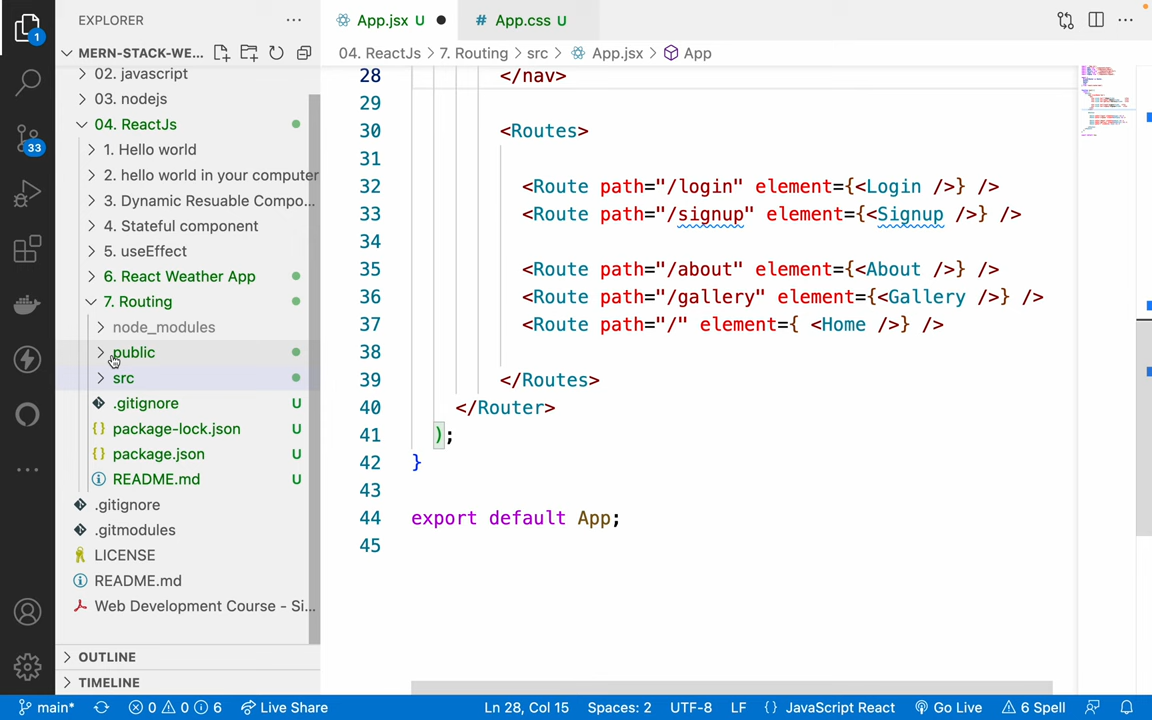 EXPLORER
App.jsx U
# App.css U
MERN-STACK-WE...
04. ReactJs > 7. Routing > src > App.jsx > App
02. javascript
03. nodejs
04. ReactJs
1. Hello world
2. hello world in your computer
3. Dynamic Resuable Compo...
4. Stateful component
5. useEffect
6. React Weather App
7. Routing
node_modules
public
src
.gitignore U
{} package-lock.json U
{} package.json U
README.md U
.gitignore
.gitmodules
LICENSE
README.md
Web Development Course - Si...
OUTLINE
TIMELINE
1
33
28 </nav>
29
30 <Routes>
31
32 <Route path="/login" element={<Login />} />
33 <Route path="/signup" element={<Signup />} />
34
35 <Route path="/about" element={<About />} />
36 <Route path="/gallery" element={<Gallery />} />
37 <Route path="/" element={ <Home />} />
38
39 </Routes>
40 </Router>
41 );
42 }
43
44 export default App;
45
main* 0 0 6 Live Share Ln 28, Col 15 Spaces: 2 UTF-8 LF {} JavaScript React Go Live 6 Spell